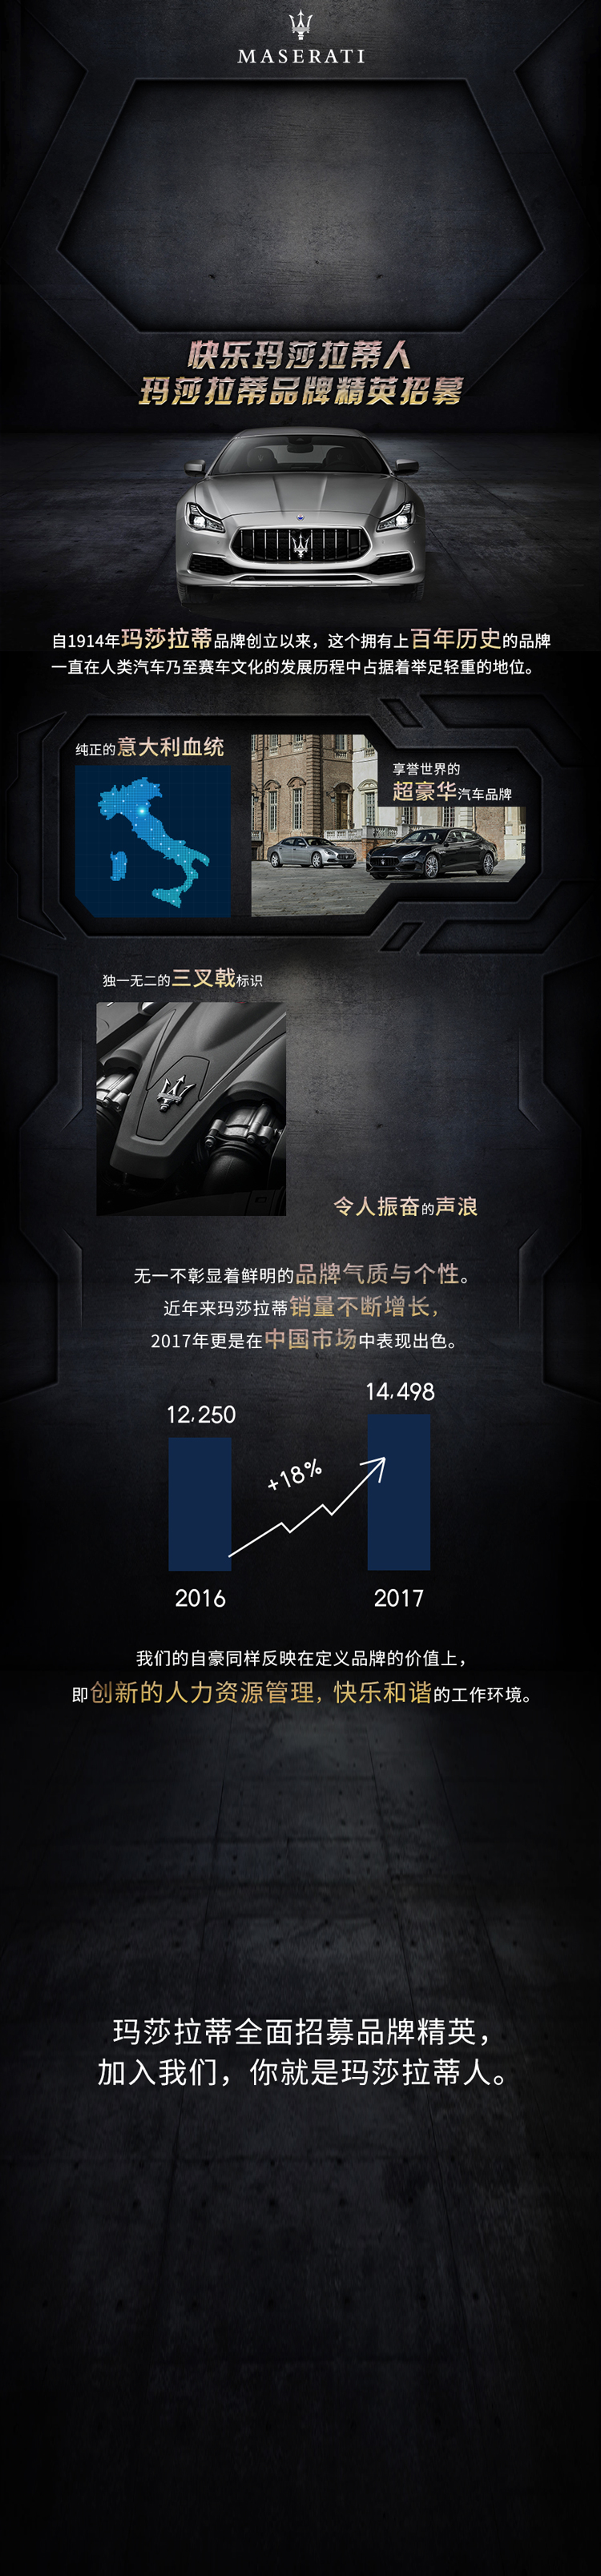 MASERATI
快乐玛莎拉蒂人
玛莎拉蒂品牌精英招募
自1914年玛莎拉蒂品牌创立以来，这个拥有上百年历史的品牌
一直在人类汽车乃至赛车文化的发展历程中占据着举足轻重的地位。
纯正的意大利血统
享誉世界的
超豪华汽车品牌
独一无二的三叉戟标识
令人振奋的声浪
无一不彰显着鲜明的品牌气质与个性。
近年来玛莎拉蒂销量不断增长，
2017年更是在中国市场中表现出色。
14,498
12,250
+18%
2016
2017
我们的自豪同样反映在定义品牌的价值上，
即创新的人力资源管理，快乐和谐的工作环境。
玛莎拉蒂全面招募品牌精英，
加入我们，你就是玛莎拉蒂人。